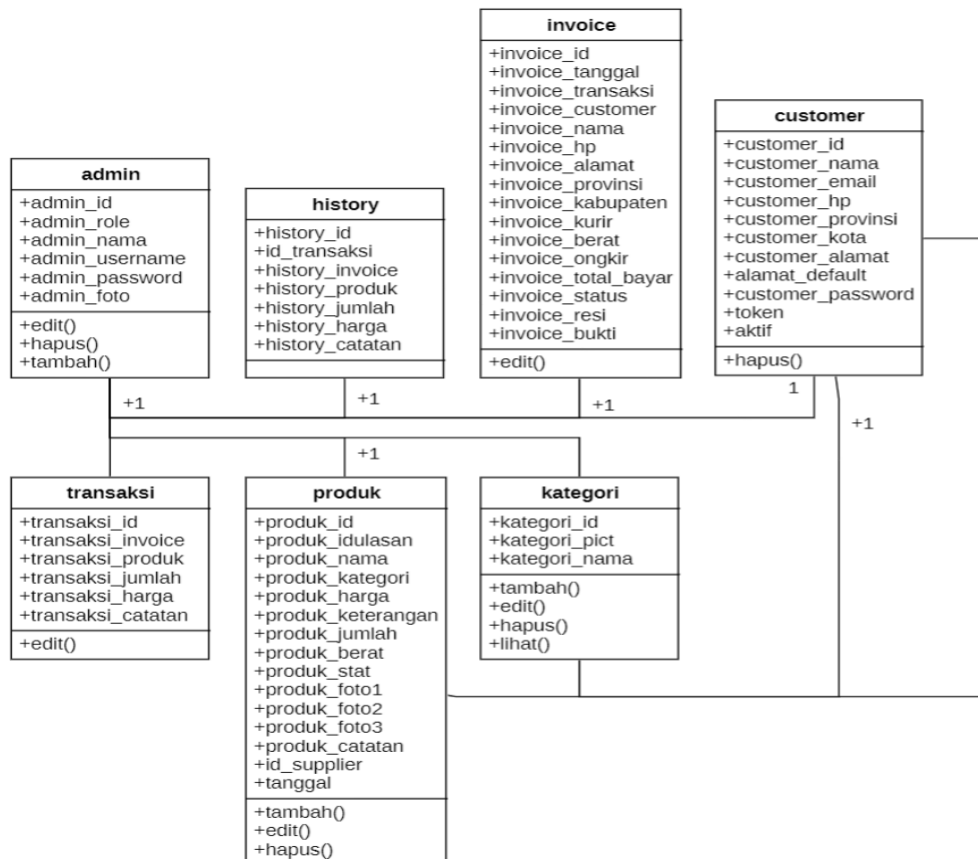 invoice
+invoice_id
+invoice_tanggal
+invoice_transaksi
+invoice_customer
+invoice_nama
+invoice_hp
+invoice_alamat
+invoice_provinsi
+invoice_kabupaten
+invoice_kurir
+invoice_berat
+invoice_ongkir
+invoice_total_bayar
+invoice_status
+invoice_resi
+invoice_bukti
+edit()
customer
+customer_id
+customer_nama
+customer_email
+customer_hp
+customer_provinsi
+customer_kota
+customer_alamat
+alamat_default
+customer_password
+token
+aktif
+hapus()
admin
+admin_id
+admin_role
+admin_nama
+admin_username
+admin_password
+admin_foto
+edit()
+hapus()
+tambah()
history
+history_id
+id_transaksi
+history_invoice
+history_produk
+history_jumlah
+history_harga
+history_catatan
+1
+1
+1
1
+1
+1
transaksi
+transaksi_id
+transaksi_invoice
+transaksi_produk
+transaksi_jumlah
+transaksi_harga
+transaksi_catatan
+edit()
produk
+produk_id
+produk_idulasan
+produk_nama
+produk_kategori
+produk_harga
+produk_keterangan
+produk_jumlah
+produk_berat
+produk_stat
+produk_foto1
+produk_foto2
+produk_foto3
+produk_catatan
+id_supplier
+tanggal
+tambah()
+edit()
+hapus()
kategori
+kategori_id
+kategori_pict
+kategori_nama
+tambah()
+edit()
+hapus()
+lihat()